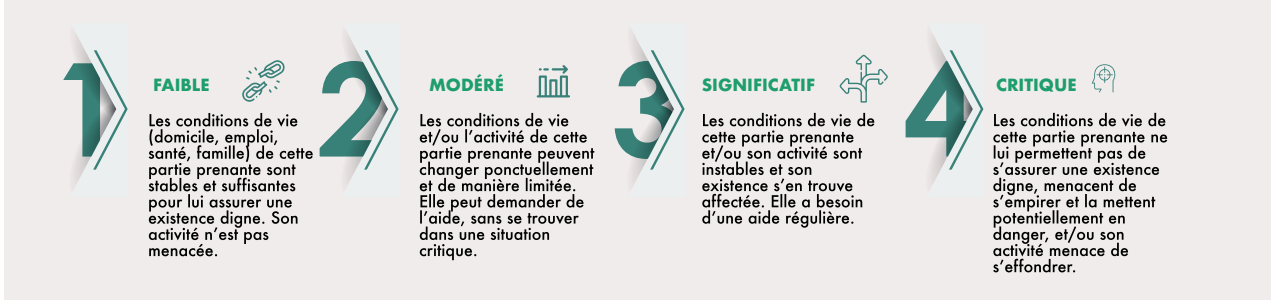 1
FAIBLE
Les conditions de vie
(domicile, emploi,
santé, famille) de cette
partie prenante sont
stables et suffisantes
pour lui assurer une
existence digne. Son
activité n’est pas
menacée.
2
MODÉRÉ
Les conditions de vie
et/ou l’activité de cette
partie prenante peuvent
changer ponctuellement
et de manière limitée.
Elle peut demander de
l’aide, sans se trouver
dans une situation
critique.
3
SIGNIFICATIF
Les conditions de vie de
cette partie prenante
et/ou son activité sont
instables et son
existence s’en trouve
affectée. Elle a besoin
d’une aide régulière.
4
CRITIQUE
Les conditions de vie de
cette partie prenante ne
lui permettent pas de
s’assurer une existence
digne, menacent de
s’empirer et la mettent
potentiellement en
danger, et/ou son
activité menace de
s’effondrer.